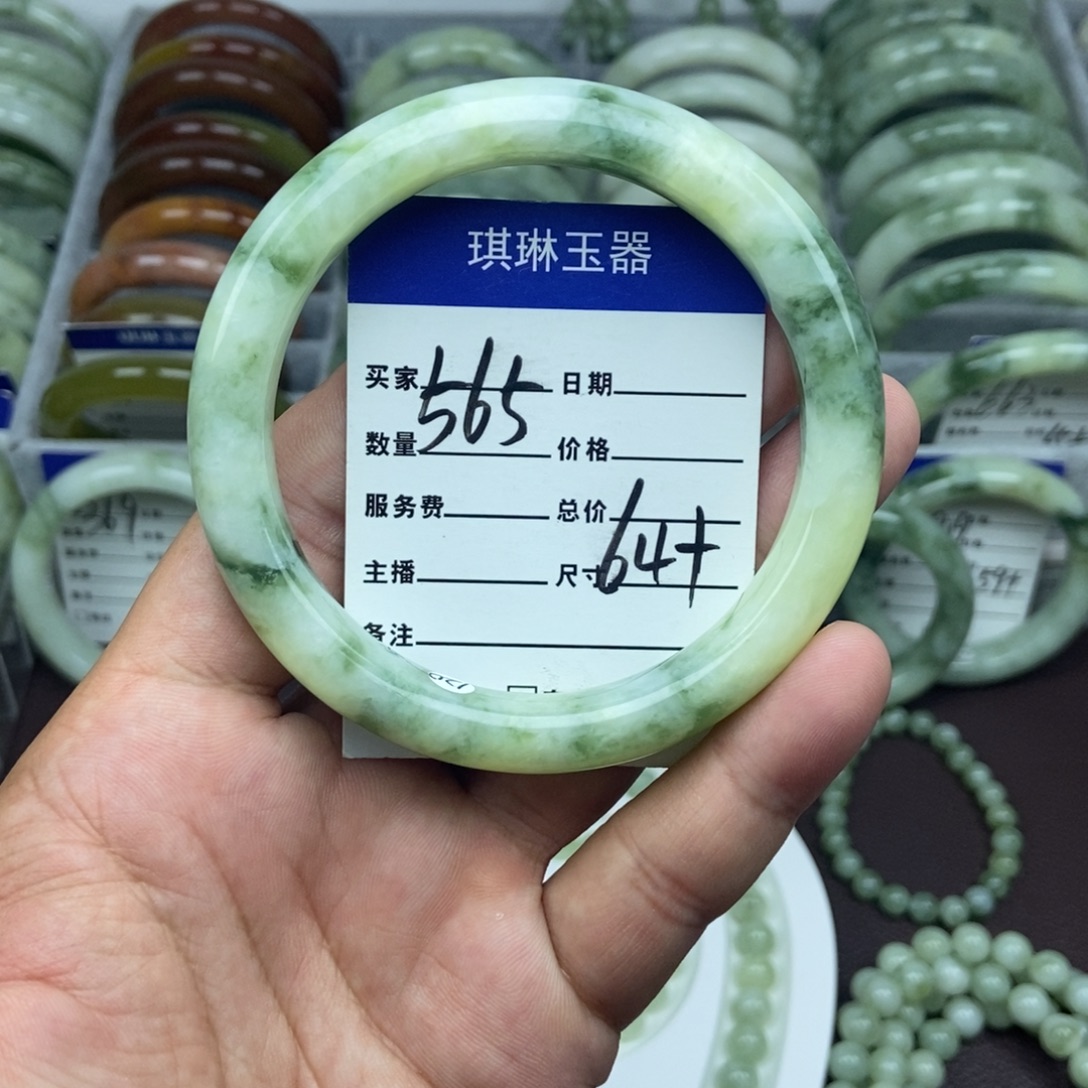 琪琳玉器
买家 565 日期
数量 价格
服务费 总价
主播 尺寸 64+
备注